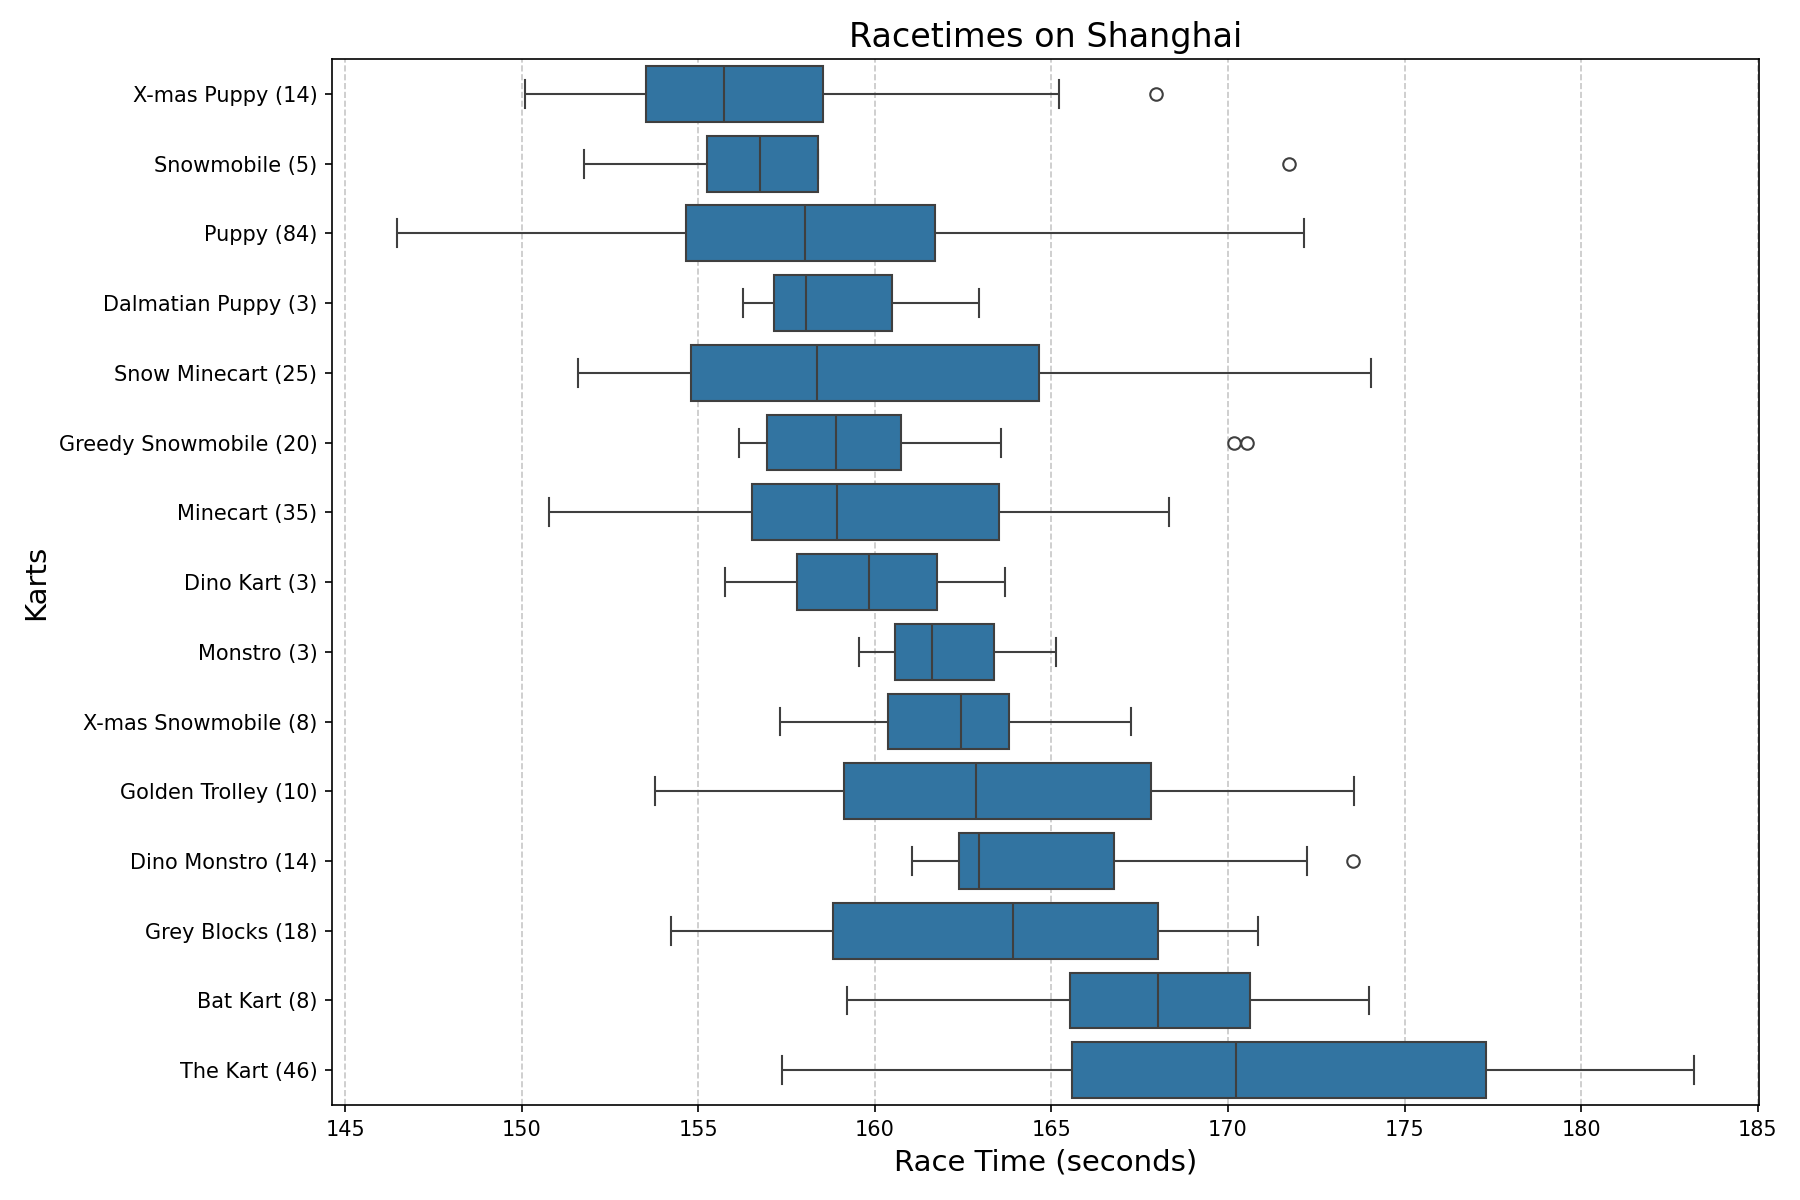 Racetimes on Shanghai
Karts
X-mas Puppy (14)
Snowmobile (5)
Puppy (84)
Dalmatian Puppy (3)
Snow Minecart (25)
Greedy Snowmobile (20)
Minecart (35)
Dino Kart (3)
Monstro (3)
X-mas Snowmobile (8)
Golden Trolley (10)
Dino Monstro (14)
Grey Blocks (18)
Bat Kart (8)
The Kart (46)
145 150 155 160 165 170 175 180 185
Race Time (seconds)